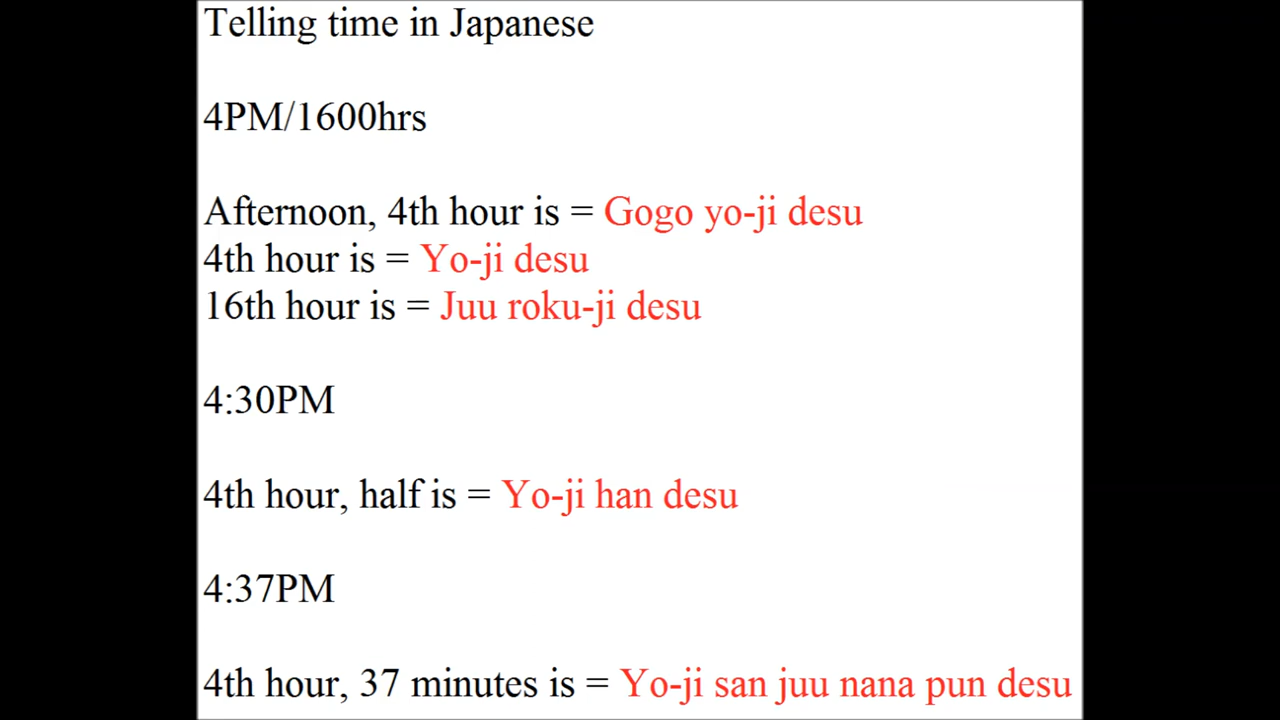 Telling time in Japanese
4PM/1600hrs
Afternoon, 4th hour is = Gogo yo-ji desu
4th hour is = Yo-ji desu
16th hour is = Juu roku-ji desu
4:30PM
4th hour, half is = Yo-ji han desu
4:37PM
4th hour, 37 minutes is = Yo-ji san juu nana pun desu